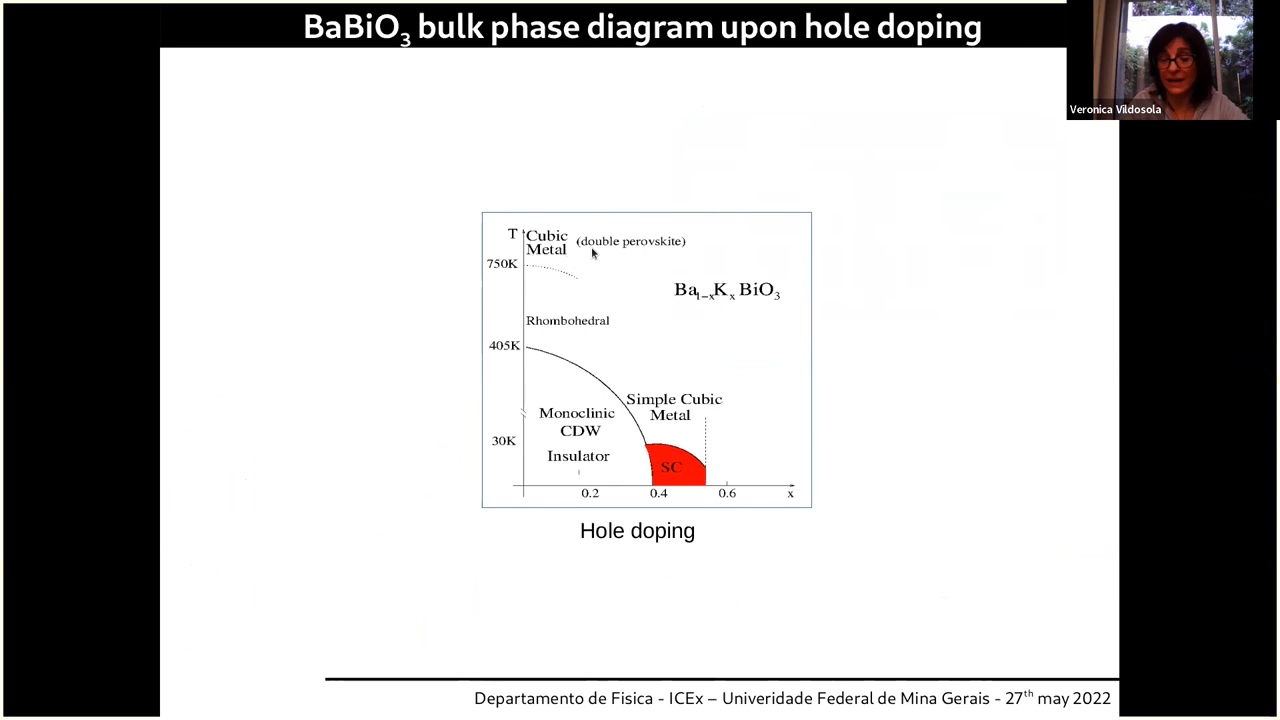 BaBiO₃ bulk phase diagram upon hole doping
Veronica Vildosola
T
Cubic
Metal
(double perovskite)
750K
Ba₁₋ₓKₓ BiO₃
Rhombohedral
405K
Simple Cubic
Metal
Monoclinic
CDW
Insulator
30K
SC
0.2
0.4
0.6
x
Hole doping
Departamento de Fisica - ICEx – Univeridade Federal de Mina Gerais - 27ᵗʰ may 2022